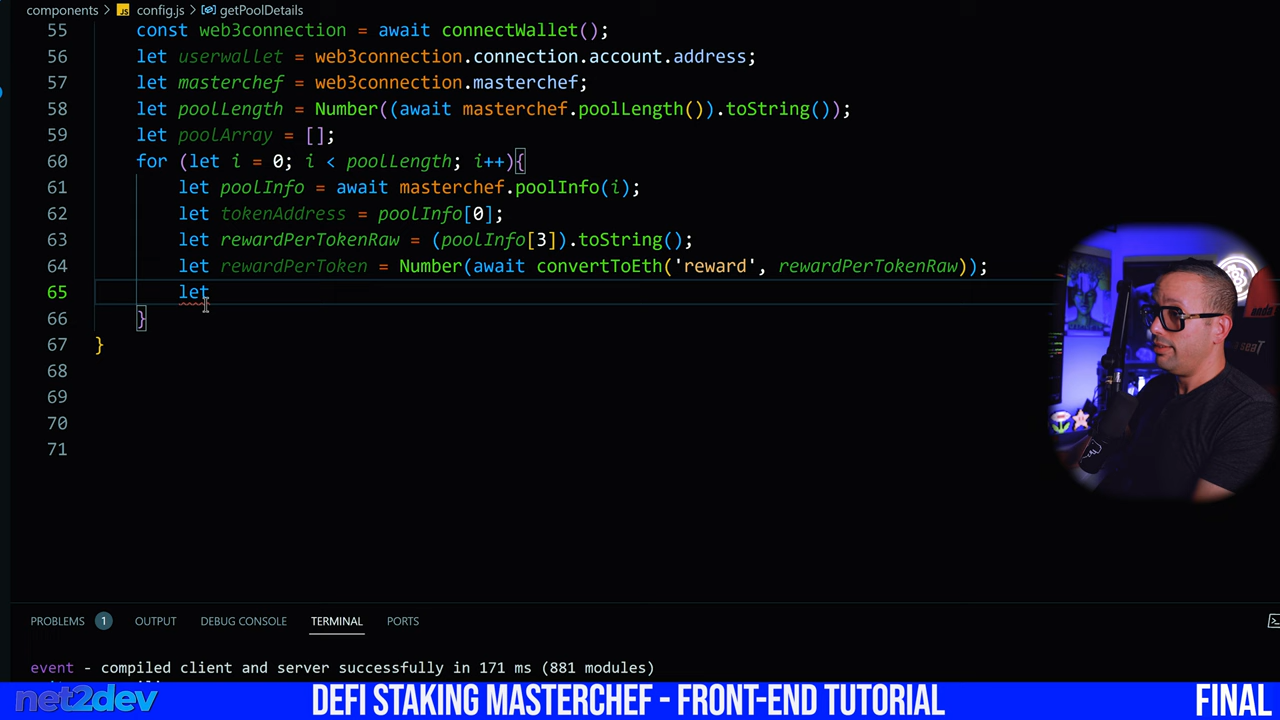 components > JS config.js > getPoolDetails
55 const web3connection = await connectWallet();
56 let userwallet = web3connection.connection.account.address;
57 let masterchef = web3connection.masterchef;
58 let poolLength = Number((await masterchef.poolLength()).toString());
59 let poolArray = [];
60 for (let i = 0; i < poolLength; i++){
61 let poolInfo = await masterchef.poolInfo(i);
62 let tokenAddress = poolInfo[0];
63 let rewardPerTokenRaw = (poolInfo[3]).toString();
64 let rewardPerToken = Number(await convertToEth('reward', rewardPerTokenRaw));
65 let
66 }
67 }
68
69
70
71
PROBLEMS 1 OUTPUT DEBUG CONSOLE TERMINAL PORTS
event - compiled client and server successfully in 171 ms (881 modules)
net2dev DEFI STAKING MASTERCHEF - FRONT-END TUTORIAL FINAL